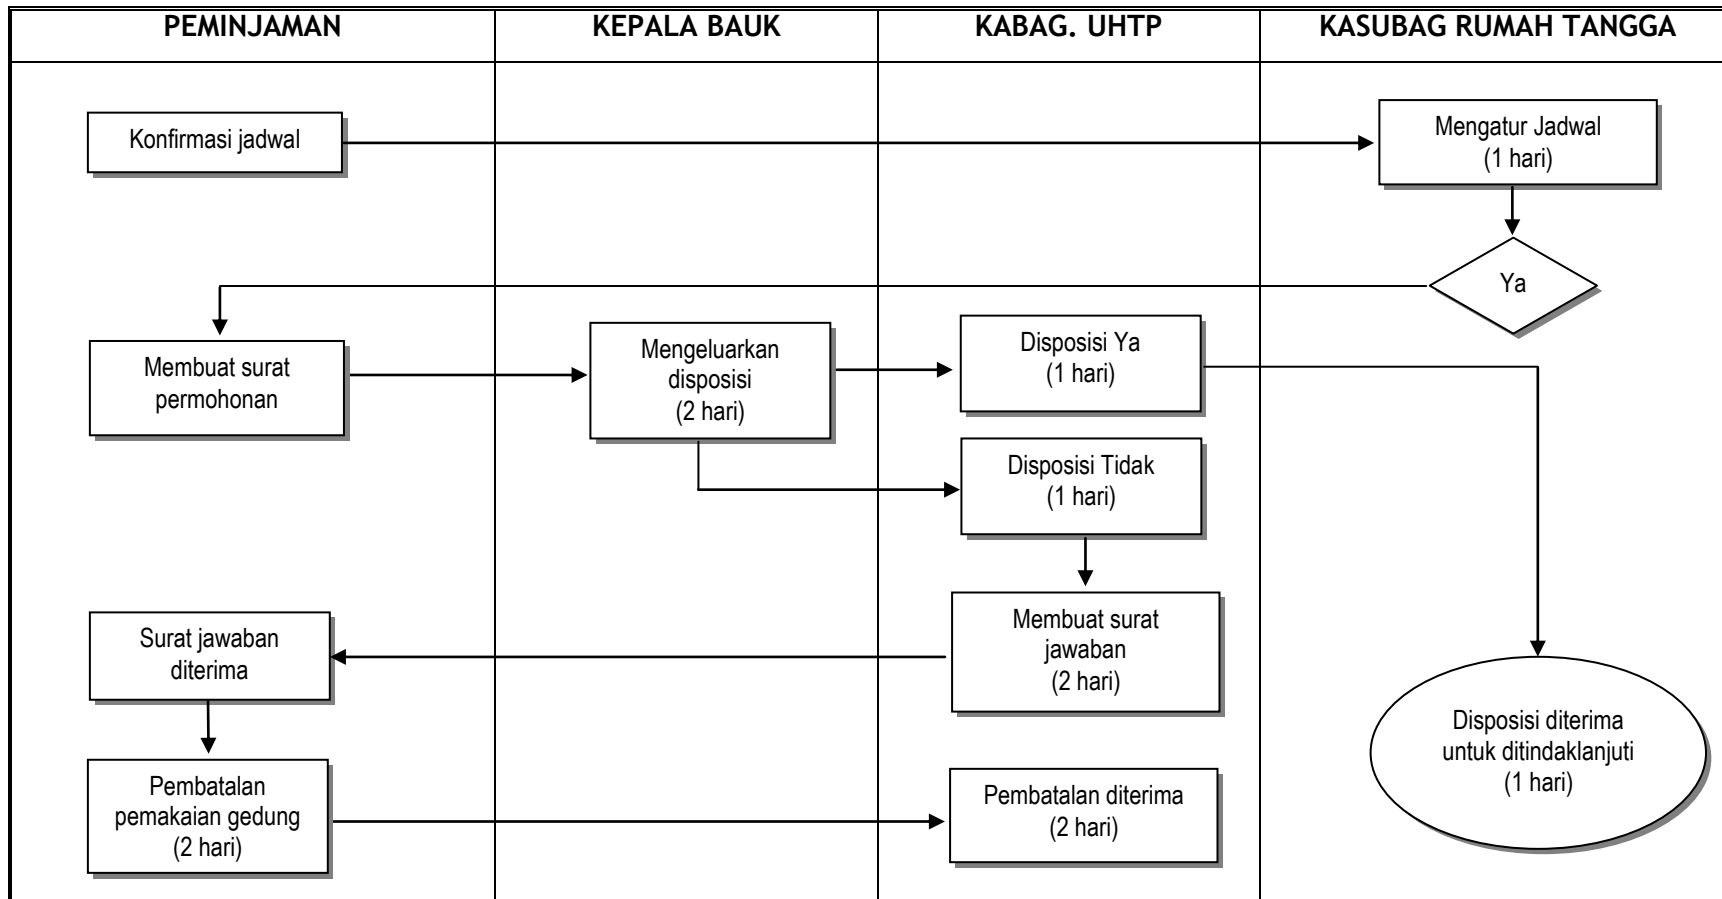 PEMINJAMAN
KEPALA BAUK
KABAG. UHTP
KASUBAG RUMAH TANGGA
Konfirmasi jadwal
Mengatur Jadwal
(1 hari)
Ya
Membuat surat
permohonan
Mengeluarkan
disposisi
(2 hari)
Disposisi Ya
(1 hari)
Disposisi Tidak
(1 hari)
Membuat surat
jawaban
(2 hari)
Surat jawaban
diterima
Disposisi diterima
untuk ditindaklanjuti
(1 hari)
Pembatalan
pemakaian gedung
(2 hari)
Pembatalan diterima
(2 hari)